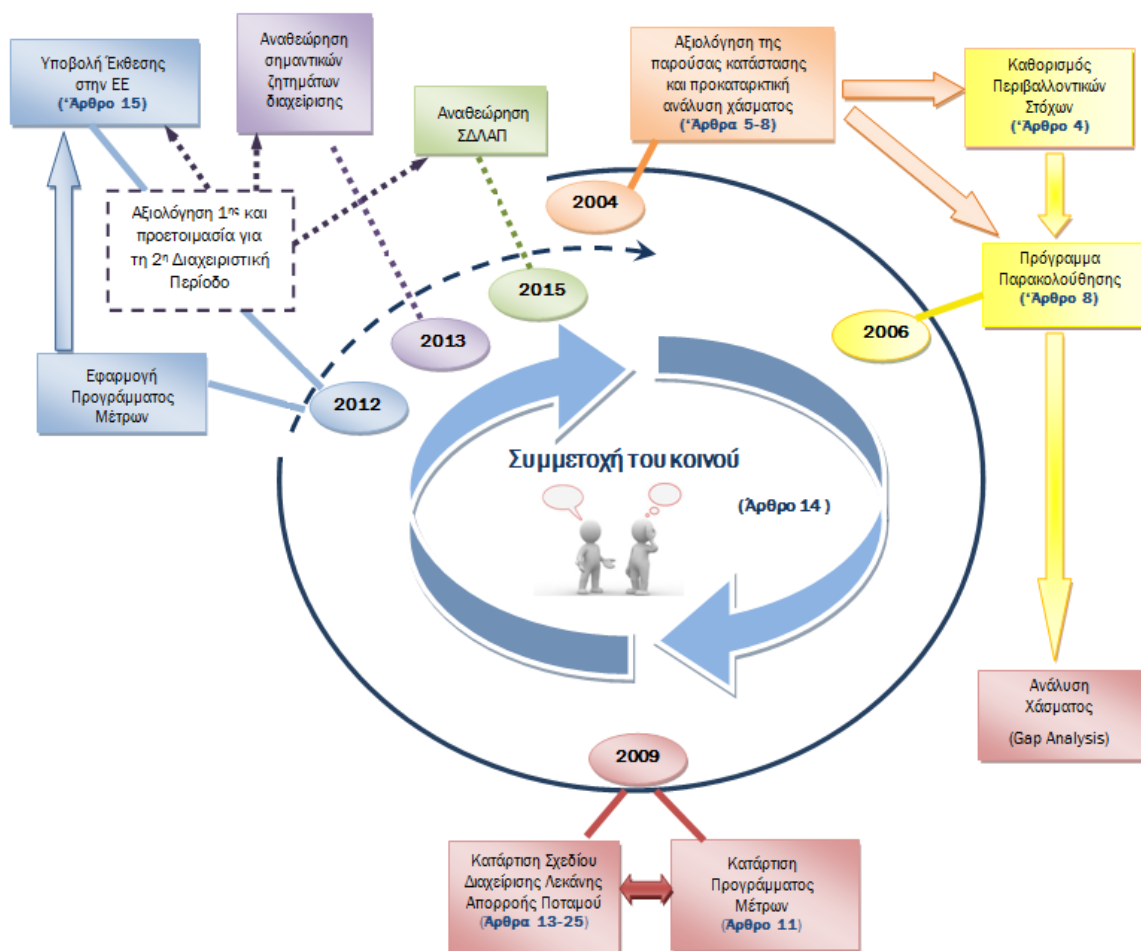 Υποβολή Έκθεσης
στην ΕΕ
(‘Άρθρο 15)
Αναθεώρηση
σημαντικών
ζητημάτων
διαχείρισης
Αναθεώρηση
ΣΔΛΑΠ
Αξιολόγηση της
παρούσας κατάστασης
και προκαταρκτική
ανάλυση χάσματος
(‘Άρθρα 5-8)
Καθορισμός
Περιβαλλοντικών
Στόχων
(‘Άρθρο 4)
Αξιολόγηση 1ης και
προετοιμασία για
τη 2η Διαχειριστική
Περίοδο
2004
Πρόγραμμα
Παρακολούθησης
(‘Άρθρο 8)
2015
2006
2013
Εφαρμογή
Προγράμματος
Μέτρων
2012
Συμμετοχή του κοινού
(Άρθρο 14 )
Ανάλυση
Χάσματος
(Gap Analysis)
2009
Κατάρτιση Σχεδίου
Διαχείρισης Λεκάνης
Απορροής Ποταμού
(Άρθρα 13-25)
Κατάρτιση
Προγράμματος
Μέτρων
(Άρθρο 11)